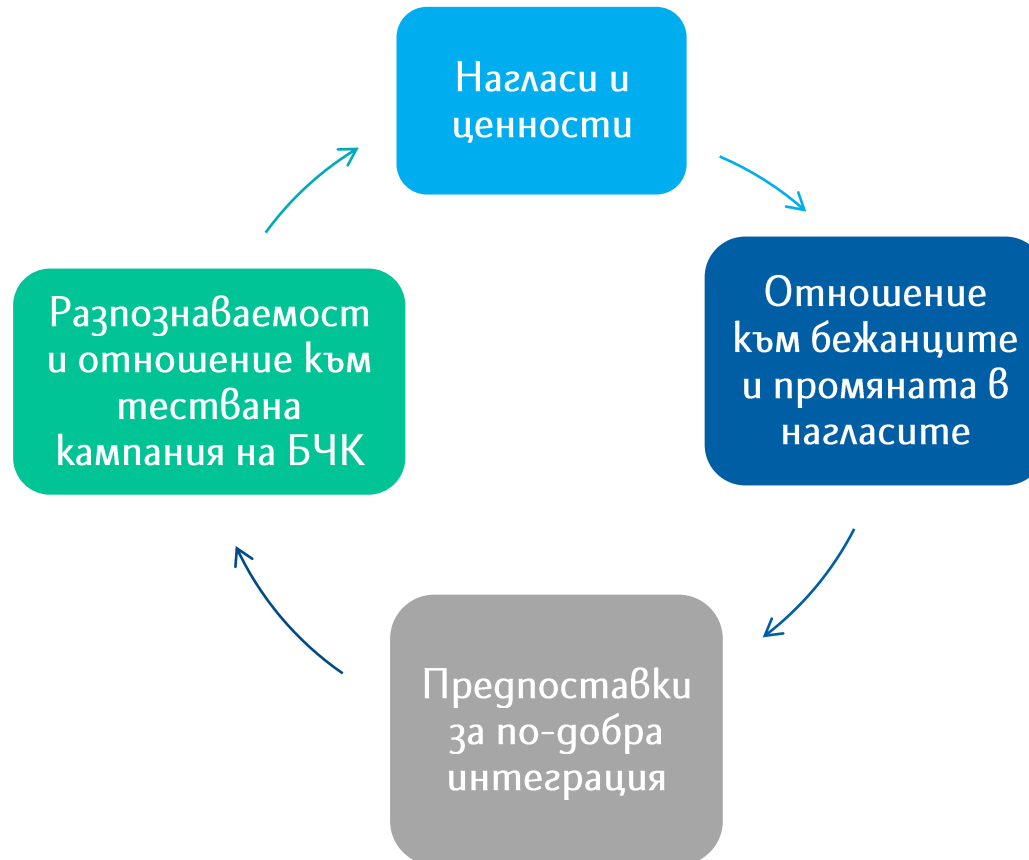 Нагласи и
ценности
Отношение
към бежанците
и промяната в
нагласите
Предпоставки
за по-добра
интеграция
Разпознаваемост
и отношение към
тествана
кампания на БЧК